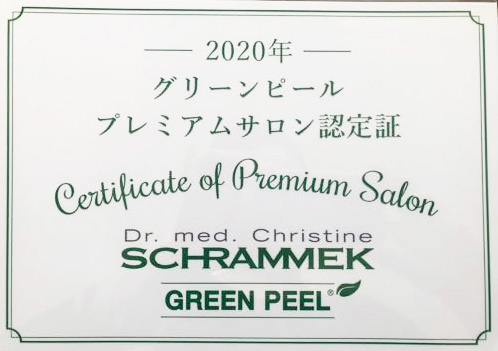 2020年
グリーンピール
プレミアムサロン認定証
Certificate of Premium Salon
Dr. med. Christine
SCHRAMMEK
GREEN PEEL®